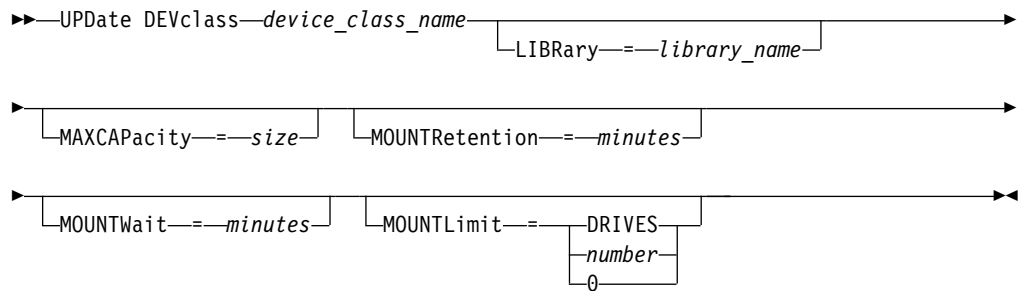 UPDate DEVclass device_class_name
LIBRary = library_name
MAXCAPacity = size MOUNTRetention = minutes
MOUNTWait = minutes MOUNTLimit = DRIVES
number
0